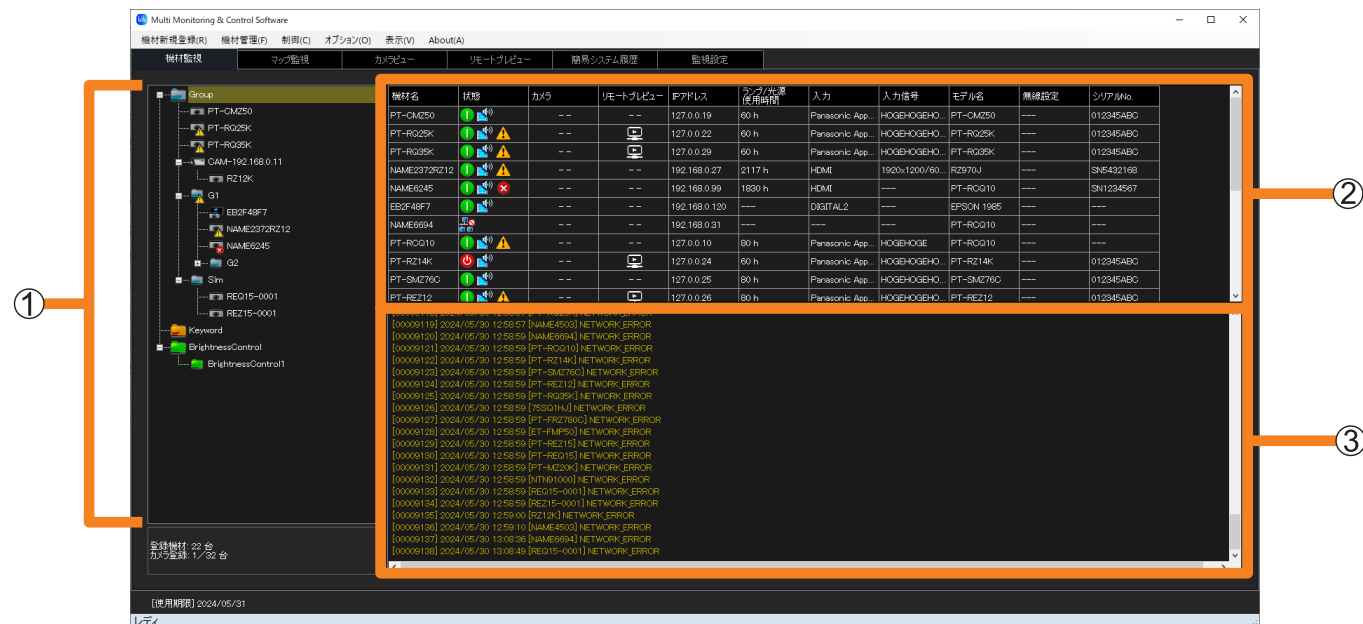 Multi Monitoring & Control Software
機材新規登録(R) 機材管理(F) 制御(C) オプション(O) 表示(V) About(A)
機材監視 マップ監視 カメラビュー リモートプレビュー 簡易システム履歴 監視設定
①
Group
PT-CMZ50
PT-RQ25K
PT-RQ35K
CAM-192.168.0.11
RZ12K
G1
EB2F48F7
NAME2372RZ12
NAME6245
G2
Sim
REQ15-0001
REZ15-0001
Keyword
BrightnessControl
BrightnessControl1
登録機材: 22 台
カメラ登録: 1/32 台
②
機材名 状態 カメラ リモートプレビュー IPアドレス ランプ/光源使用時間 入力 入力信号 モデル名 無線設定 シリアルNo.
PT-CMZ50 -- -- 127.0.0.19 60 h Panasonic App... HOGEHOGEHO... PT-CMZ50 --- 012345ABC
PT-RQ25K -- 127.0.0.22 60 h Panasonic App... HOGEHOGEHO... PT-RQ25K --- 012345ABC
PT-RQ35K -- 127.0.0.29 60 h Panasonic App... HOGEHOGEHO... PT-RQ35K --- 012345ABC
NAME2372RZ12 -- -- 192.168.0.27 2117 h HDMI 1920x1200/60... RZ970J --- SN5432168
NAME6245 -- -- 192.168.0.99 1830 h HDMI --- PT-RCQ10 --- SN1234567
EB2F48F7 -- -- 192.168.0.120 --- DIGITAL2 --- EPSON 1985 --- ---
NAME6694 -- -- 192.168.0.31 --- --- --- PT-RCQ10 --- ---
PT-RCQ10 -- -- 127.0.0.10 80 h Panasonic App... HOGEHOGE PT-RCQ10 --- ---
PT-RZ14K -- 127.0.0.24 60 h Panasonic App... HOGEHOGEHO... PT-RZ14K --- 012345ABC
PT-SMZ76C -- -- 127.0.0.25 80 h Panasonic App... HOGEHOGEHO... PT-SMZ76C --- 012345ABC
PT-REZ12 -- 127.0.0.26 80 h Panasonic App... HOGEHOGEHO... PT-REZ12 --- 012345ABC
③
[00009119] 2024/05/30 12:58:57 [NAME4503] NETWORK_ERROR
[00009120] 2024/05/30 12:58:57 [NAME6694] NETWORK_ERROR
[00009121] 2024/05/30 12:58:59 [PT-RCQ10] NETWORK_ERROR
[00009122] 2024/05/30 12:58:59 [PT-RZ14K] NETWORK_ERROR
[00009123] 2024/05/30 12:58:59 [PT-SMZ76C] NETWORK_ERROR
[00009124] 2024/05/30 12:58:59 [PT-REZ12] NETWORK_ERROR
[00009125] 2024/05/30 12:58:59 [PT-RQ35K] NETWORK_ERROR
[00009126] 2024/05/30 12:58:59 [75SQ1HJ] NETWORK_ERROR
[00009127] 2024/05/30 12:58:59 [PT-FRZ780C] NETWORK_ERROR
[00009128] 2024/05/30 12:58:59 [ET-FMP50] NETWORK_ERROR
[00009129] 2024/05/30 12:58:59 [PT-REZ15] NETWORK_ERROR
[00009130] 2024/05/30 12:58:59 [PT-REQ15] NETWORK_ERROR
[00009131] 2024/05/30 12:58:59 [PT-MZ20K] NETWORK_ERROR
[00009132] 2024/05/30 12:58:59 [NTN91000] NETWORK_ERROR
[00009133] 2024/05/30 12:58:59 [REQ15-0001] NETWORK_ERROR
[00009134] 2024/05/30 12:58:59 [REZ15-0001] NETWORK_ERROR
[00009135] 2024/05/30 12:59:00 [RZ12K] NETWORK_ERROR
[00009136] 2024/05/30 12:59:10 [NAME4503] NETWORK_ERROR
[00009137] 2024/05/30 13:08:36 [NAME6694] NETWORK_ERROR
[00009138] 2024/05/30 13:08:49 [REQ15-0001] NETWORK_ERROR
[使用期限] 2024/05/31
レディ